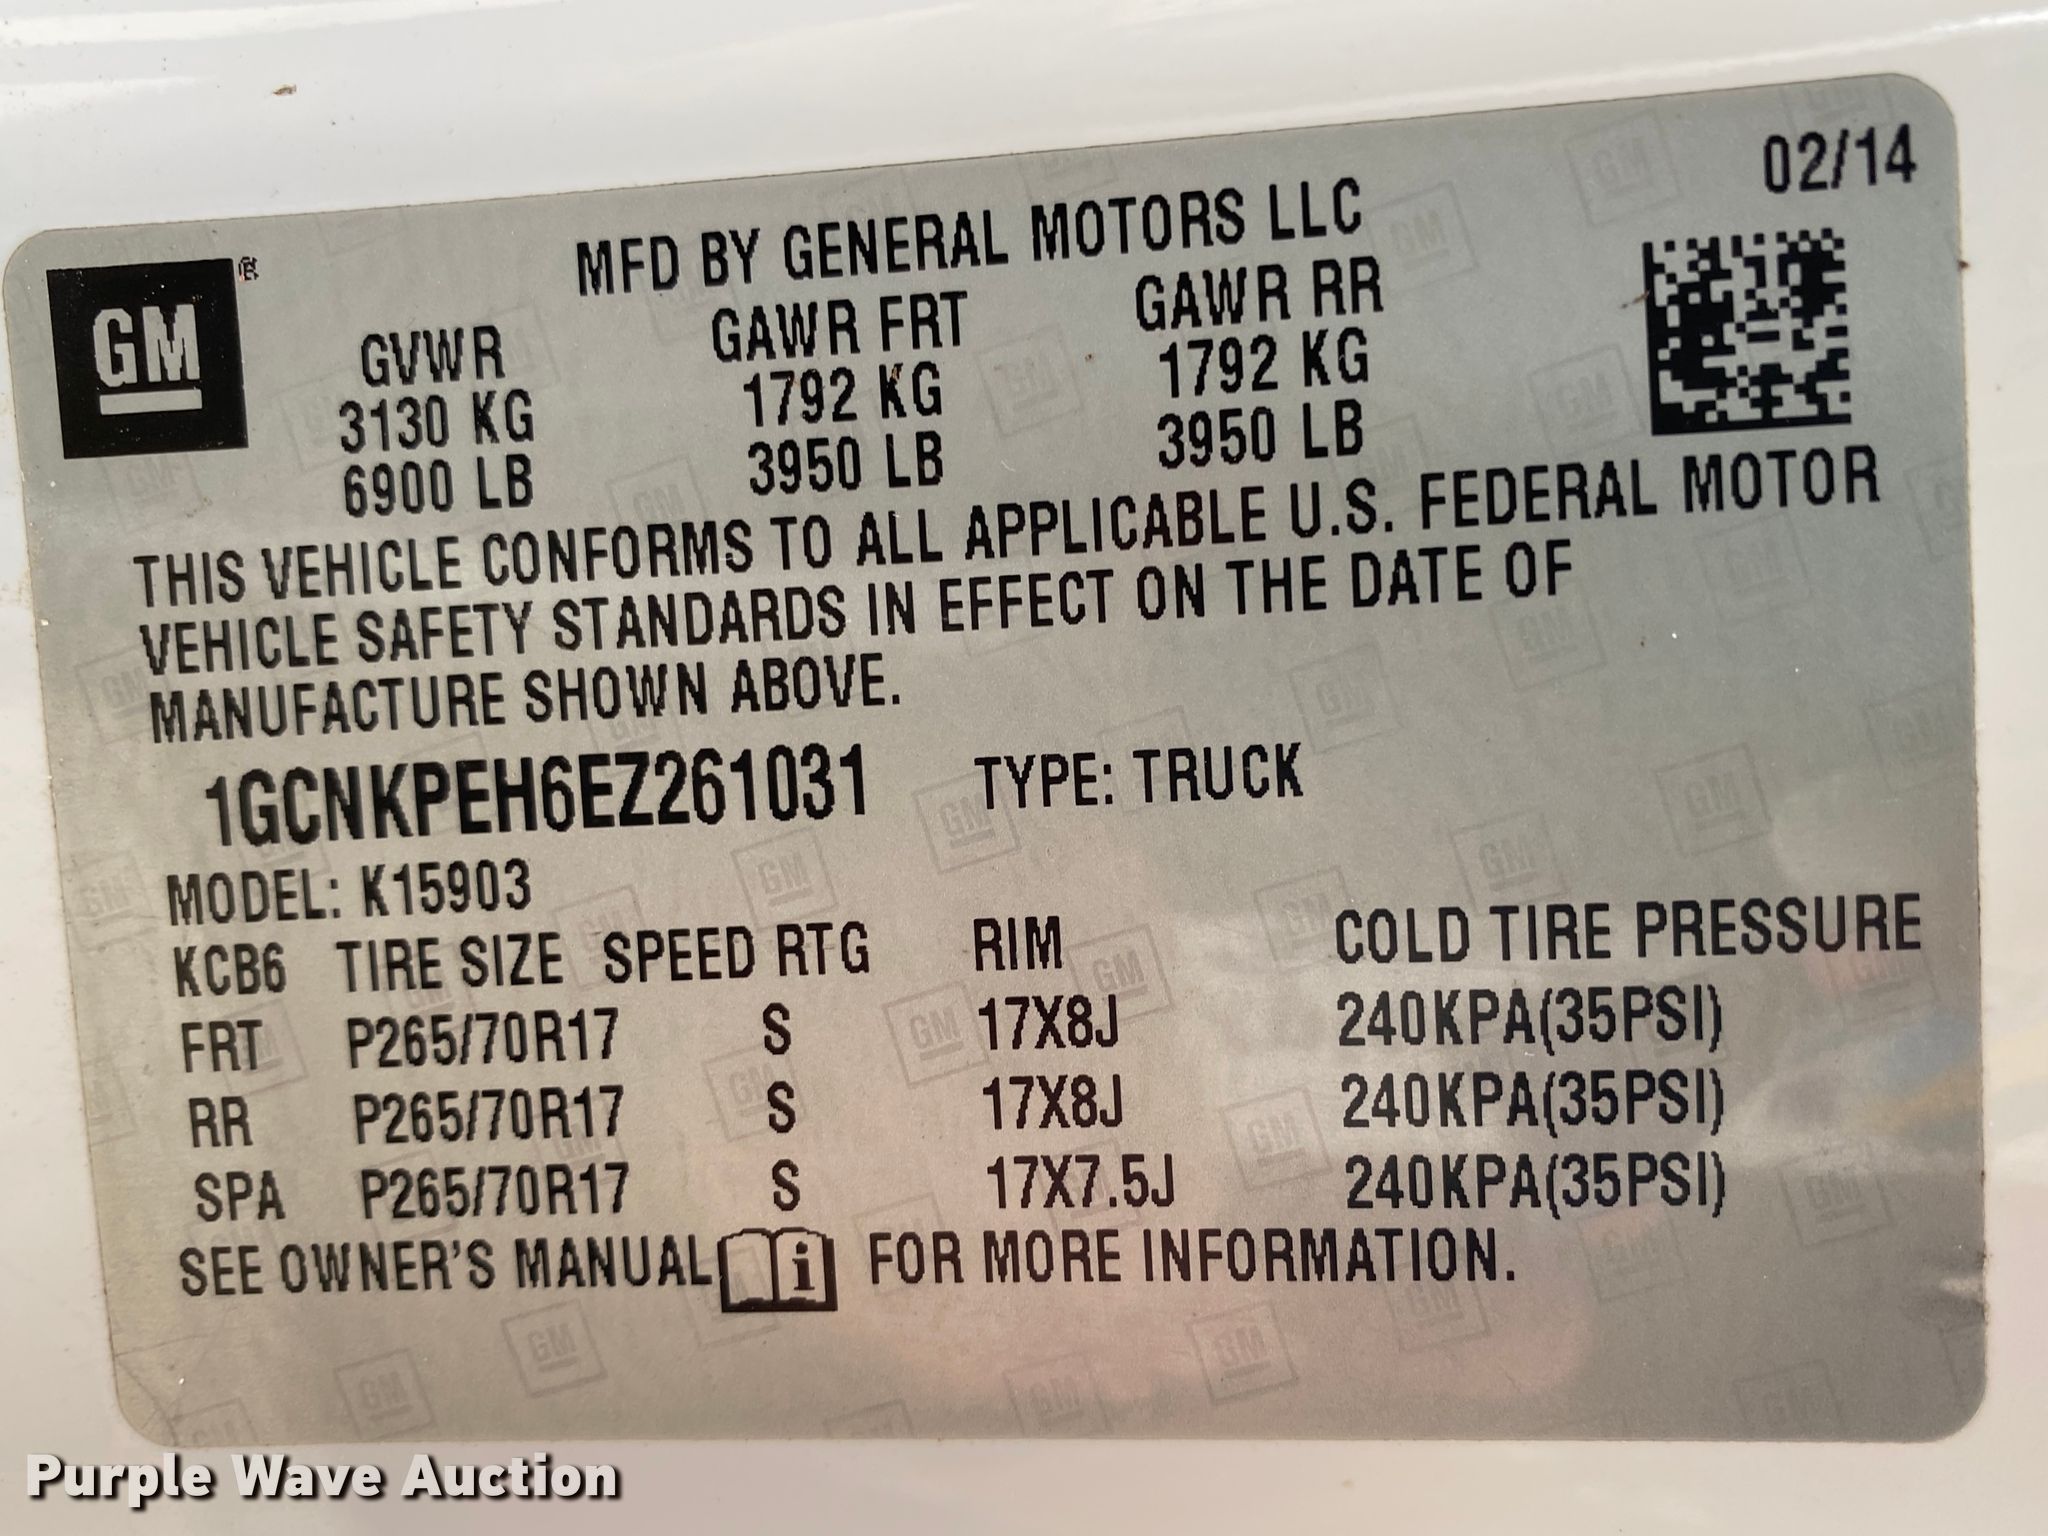 02/14
GM ®
MFD BY GENERAL MOTORS LLC
GVWR GAWR FRT GAWR RR
3130 KG 1792 KG 1792 KG
6900 LB 3950 LB 3950 LB
THIS VEHICLE CONFORMS TO ALL APPLICABLE U.S. FEDERAL MOTOR
VEHICLE SAFETY STANDARDS IN EFFECT ON THE DATE OF
MANUFACTURE SHOWN ABOVE.
1GCNKPEH6EZ261031 TYPE: TRUCK
MODEL: K15903
KCB6 TIRE SIZE SPEED RTG RIM COLD TIRE PRESSURE
FRT P265/70R17 S 17X8J 240KPA(35PSI)
RR P265/70R17 S 17X8J 240KPA(35PSI)
SPA P265/70R17 S 17X7.5J 240KPA(35PSI)
SEE OWNER'S MANUAL i FOR MORE INFORMATION.
Purple Wave Auction